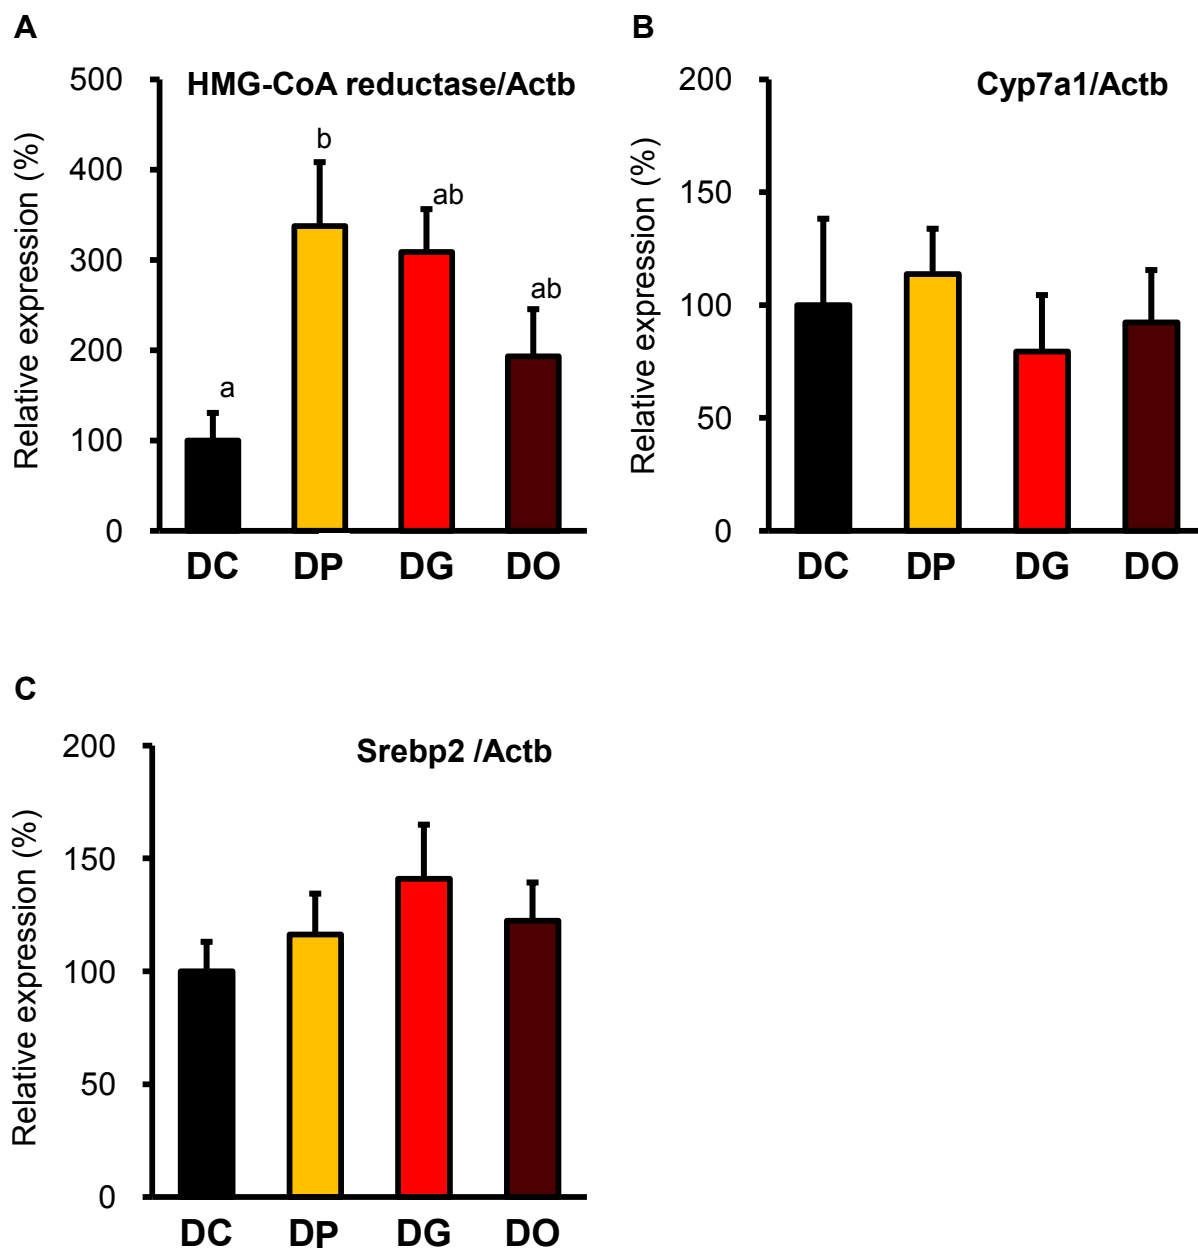 A
HMG-CoA reductase/Actb
Relative expression (%)
500
400
300
200
100
0
a
b
ab
ab
DC DP DG DO
B
Cyp7a1/Actb
Relative expression (%)
200
150
100
50
0
DC DP DG DO
C
Srebp2 /Actb
Relative expression (%)
200
150
100
50
0
DC DP DG DO